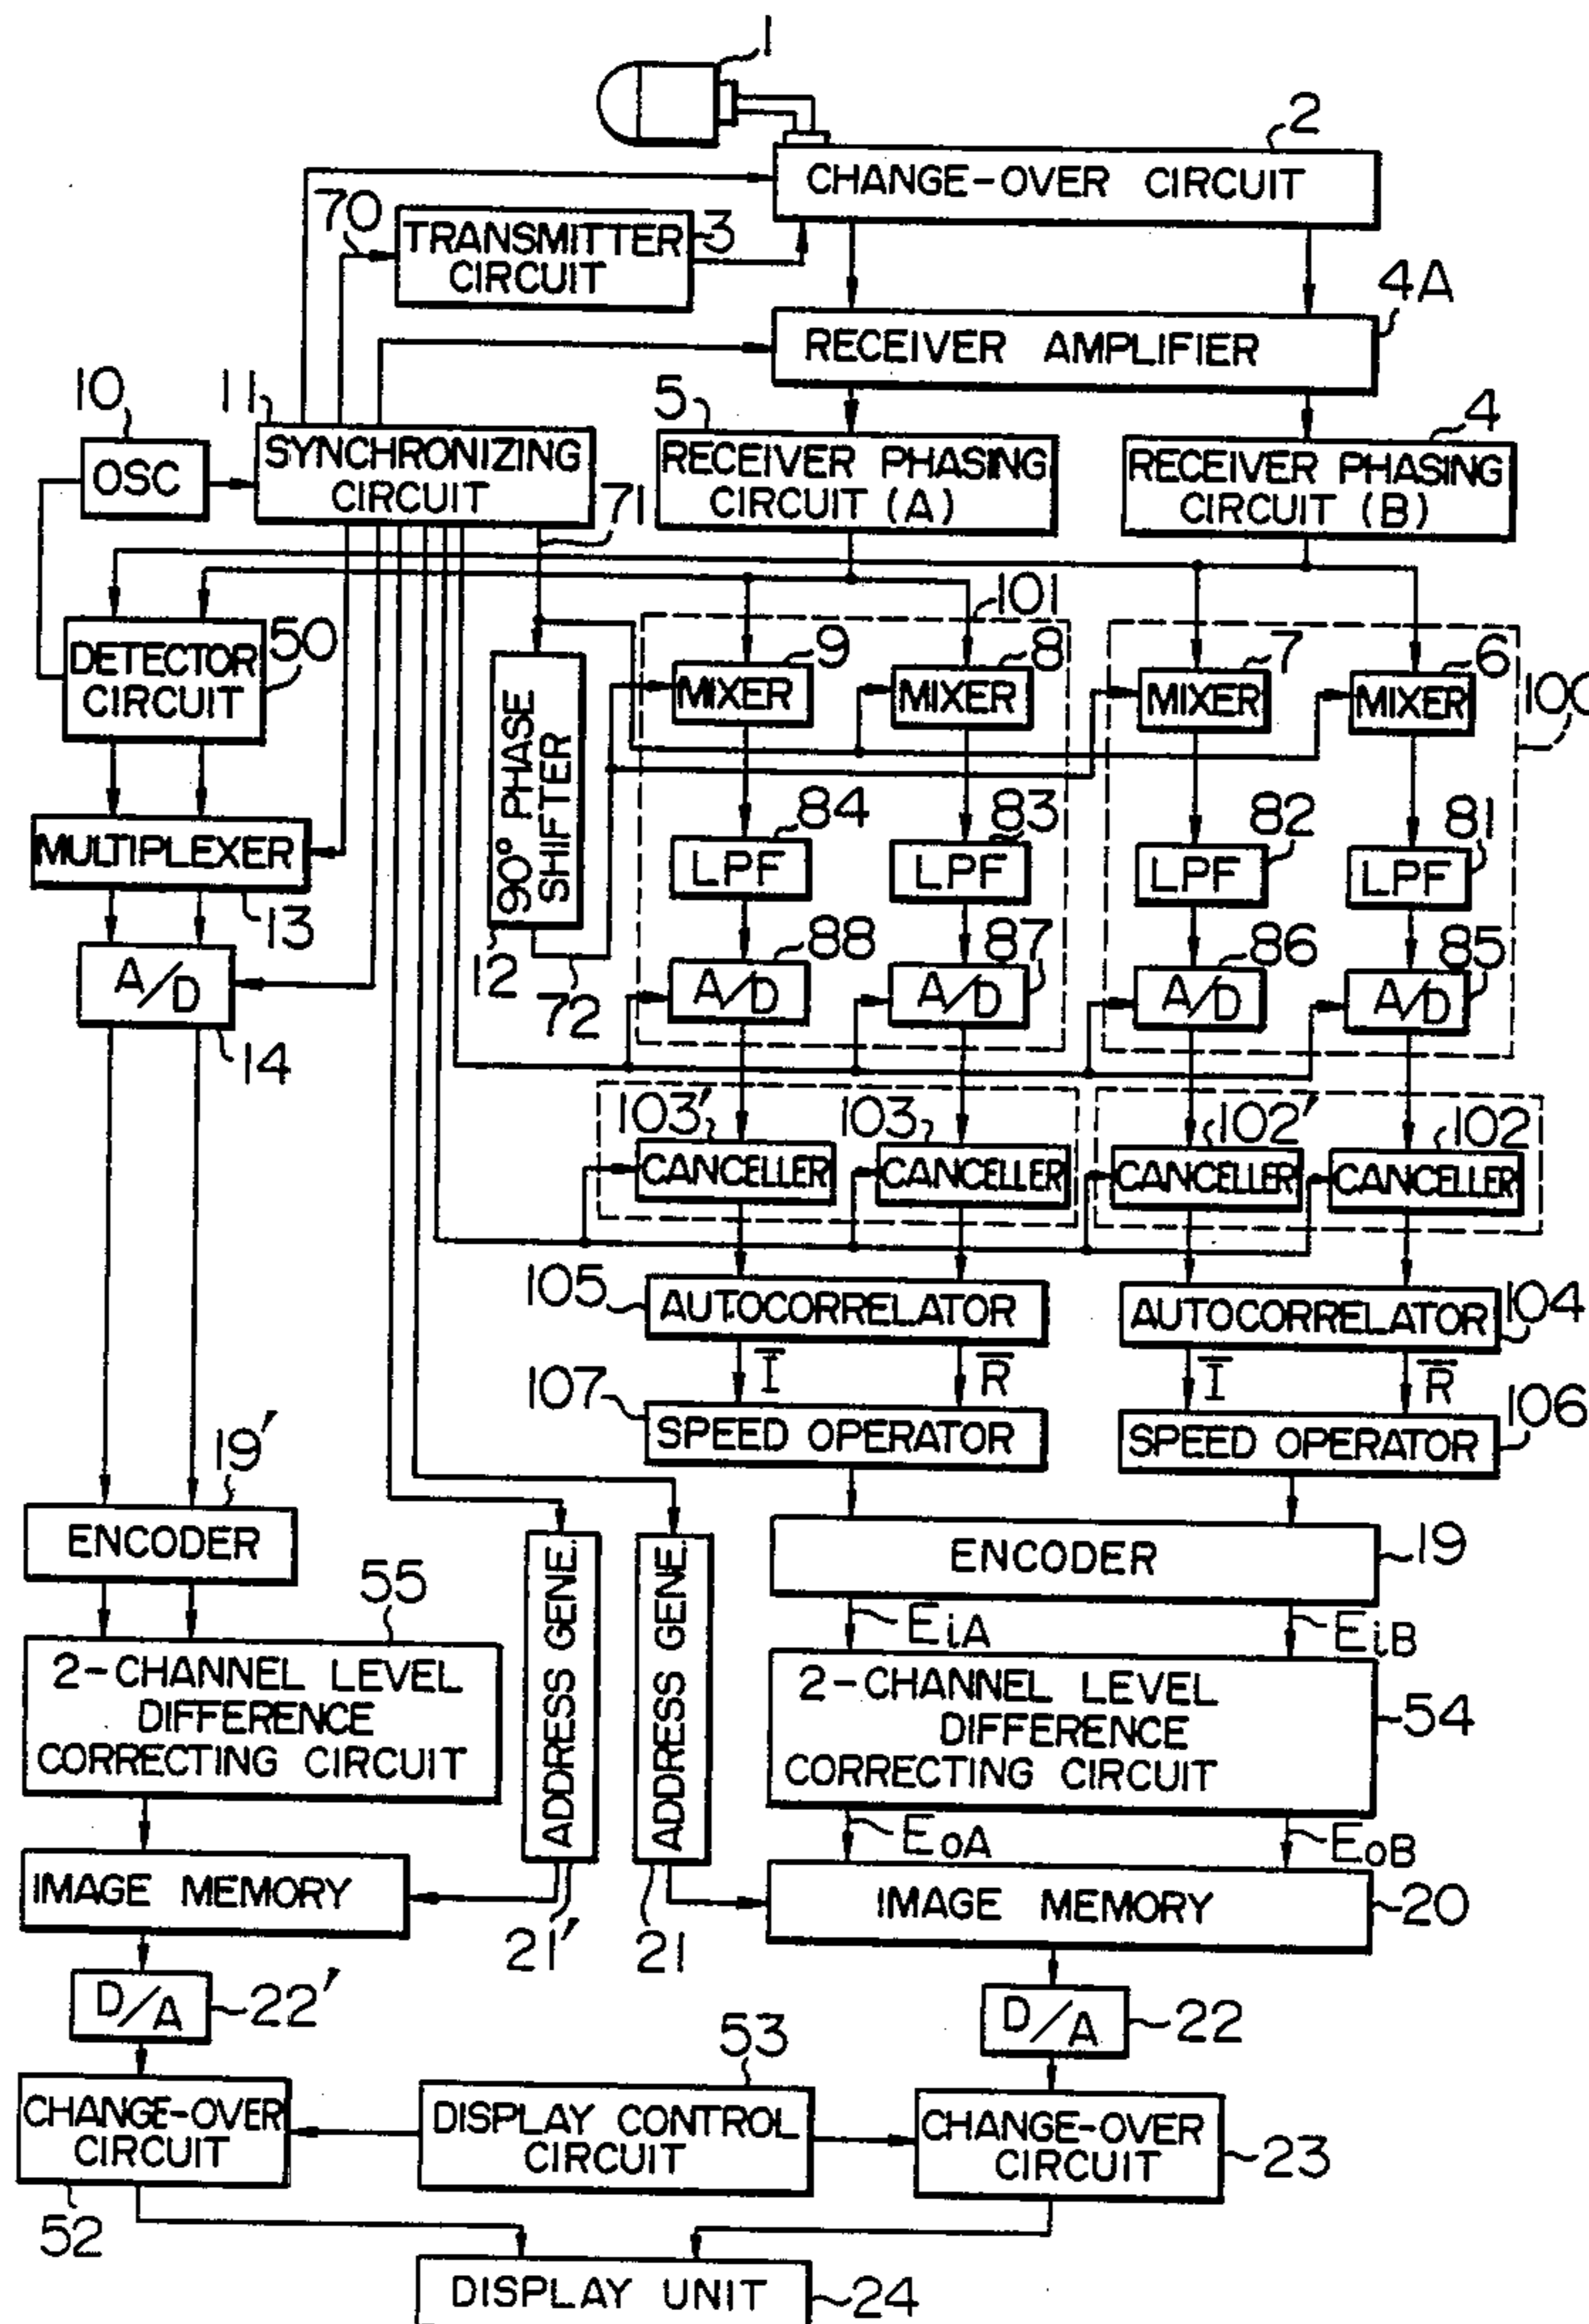 1
2
CHANGE-OVER CIRCUIT
70
TRANSMITTER
CIRCUIT
3
4A
RECEIVER AMPLIFIER
10
11
5
4
OSC
SYNCHRONIZING
CIRCUIT
RECEIVER PHASING
CIRCUIT (A)
RECEIVER PHASING
CIRCUIT (B)
71
101
DETECTOR
CIRCUIT
50
9
8
7
6
100
MIXER
MIXER
MIXER
MIXER
90° PHASE
SHIFTER
84
83
82
81
MULTIPLEXER
LPF
LPF
LPF
LPF
13
12
72
88
87
86
85
A/D
A/D
A/D
A/D
A/D
14
103'
103
102'
102
CANCELLER
CANCELLER
CANCELLER
CANCELLER
105
AUTOCORRELATOR
AUTOCORRELATOR
104
I̅
R̅
I̅
R̅
107
SPEED OPERATOR
SPEED OPERATOR
106
19'
ENCODER
ADDRESS GENE.
ADDRESS GENE.
ENCODER
19
55
EiA
EiB
2-CHANNEL LEVEL
DIFFERENCE
CORRECTING CIRCUIT
2-CHANNEL LEVEL
DIFFERENCE
CORRECTING CIRCUIT
54
EoA
EoB
IMAGE MEMORY
21'
21
IMAGE MEMORY
20
D/A
22'
D/A
22
53
CHANGE-OVER
CIRCUIT
DISPLAY CONTROL
CIRCUIT
CHANGE-OVER
CIRCUIT
23
52
DISPLAY UNIT
24